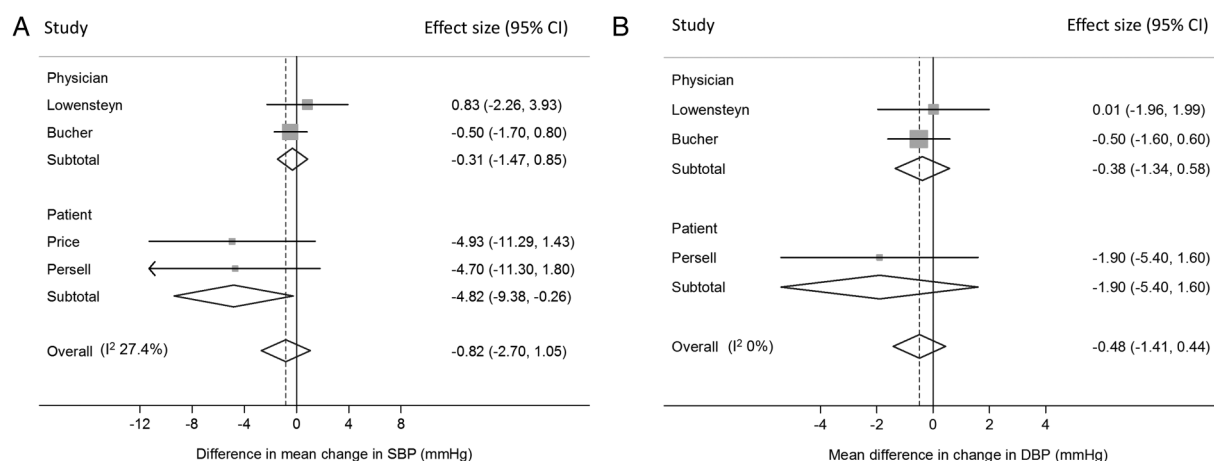 A Study Effect size (95% CI)
Physician
Lowensteyn 0.83 (-2.26, 3.93)
Bucher -0.50 (-1.70, 0.80)
Subtotal -0.31 (-1.47, 0.85)
Patient
Price -4.93 (-11.29, 1.43)
Persell -4.70 (-11.30, 1.80)
Subtotal -4.82 (-9.38, -0.26)
Overall (I² 27.4%) -0.82 (-2.70, 1.05)
-12 -8 -4 0 4 8
Difference in mean change in SBP (mmHg)
B Study Effect size (95% CI)
Physician
Lowensteyn 0.01 (-1.96, 1.99)
Bucher -0.50 (-1.60, 0.60)
Subtotal -0.38 (-1.34, 0.58)
Patient
Persell -1.90 (-5.40, 1.60)
Subtotal -1.90 (-5.40, 1.60)
Overall (I² 0%) -0.48 (-1.41, 0.44)
-4 -2 0 2 4
Mean difference in change in DBP (mmHg)